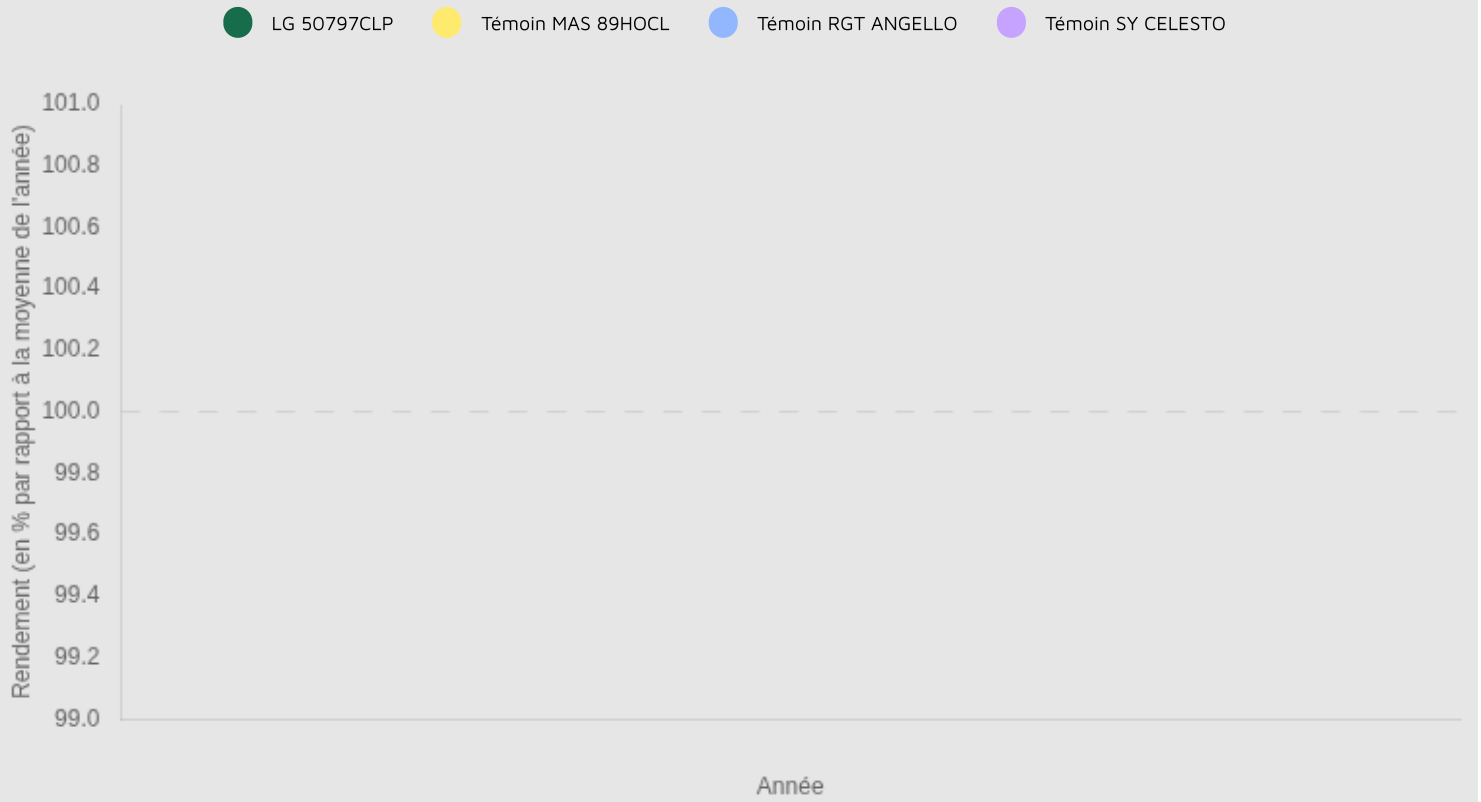 LG 50797CLP
Témoin MAS 89HOCL
Témoin RGT ANGELLO
Témoin SY CELESTO
Rendement (en % par rapport à la moyenne de l'année)
101.0
100.8
100.6
100.4
100.2
100.0
99.8
99.6
99.4
99.2
99.0
Année